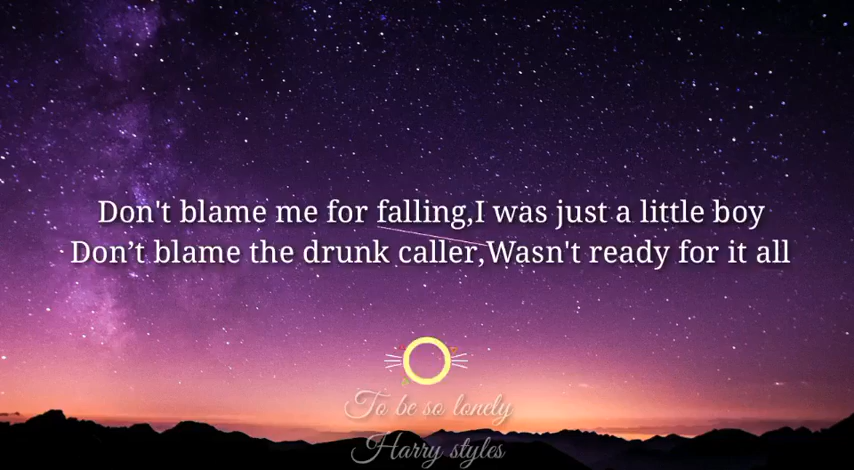 Don't blame me for falling,I was just a little boy
Don’t blame the drunk caller,Wasn't ready for it all
To be so lonely
Harry styles